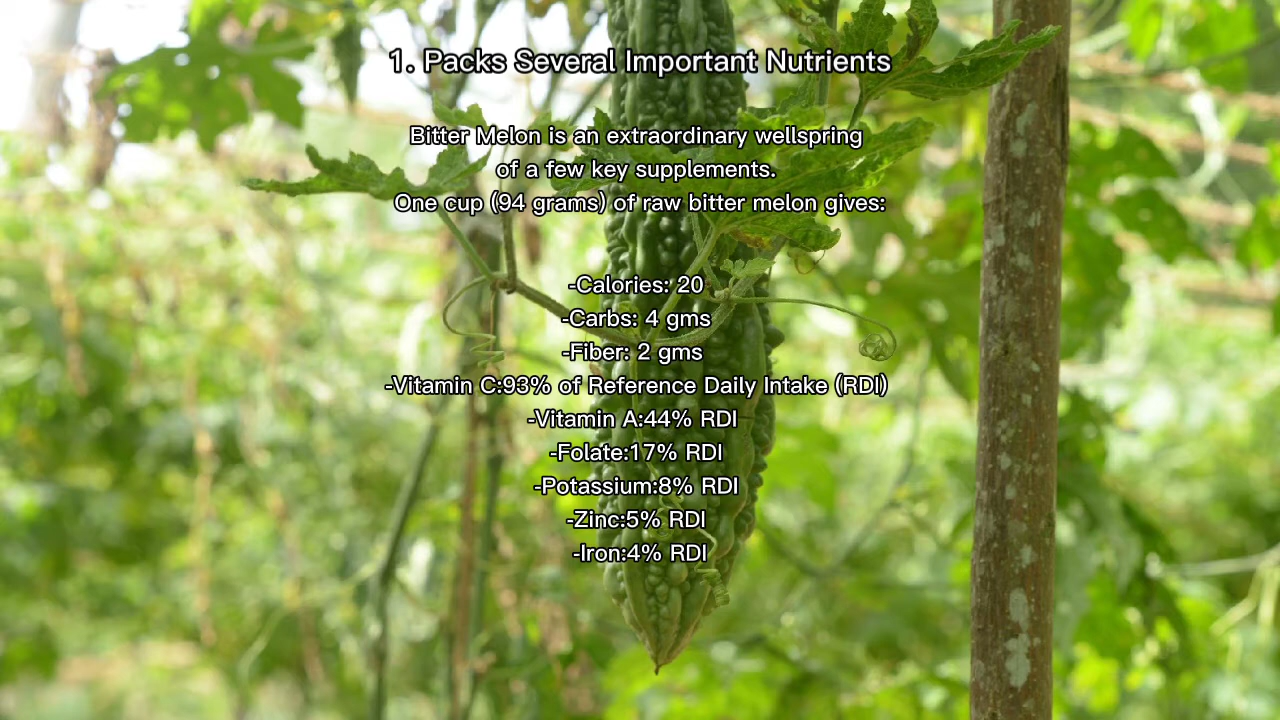 1. Packs Several Important Nutrients
Bitter Melon is an extraordinary wellspring
of a few key supplements.
One cup (94 grams) of raw bitter melon gives:
-Calories: 20
-Carbs: 4 gms
-Fiber: 2 gms
-Vitamin C:93% of Reference Daily Intake (RDI)
-Vitamin A:44% RDI
-Folate:17% RDI
-Potassium:8% RDI
-Zinc:5% RDI
-Iron:4% RDI